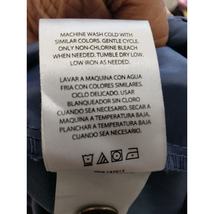 MACHINE WASH COLD WITH
SIMILAR COLORS. GENTLE CYCLE.
ONLY NON-CHLORINE BLEACH
WHEN NEEDED. TUMBLE DRY LOW.
LOW IRON AS NEEDED.
LAVAR A MAQUINA CON AGUA
FRIA CON COLORES SIMILARES.
CICLO DELICADO. USAR
BLANQUEADOR SIN CLORO
CUANDO SEA NECESARIO. SECAR
A MAQUINA A TEMPERATURA BAJA.
PLANCHAR A TEMPERATURA BAJA
CUANDO SEA NECESARIO.